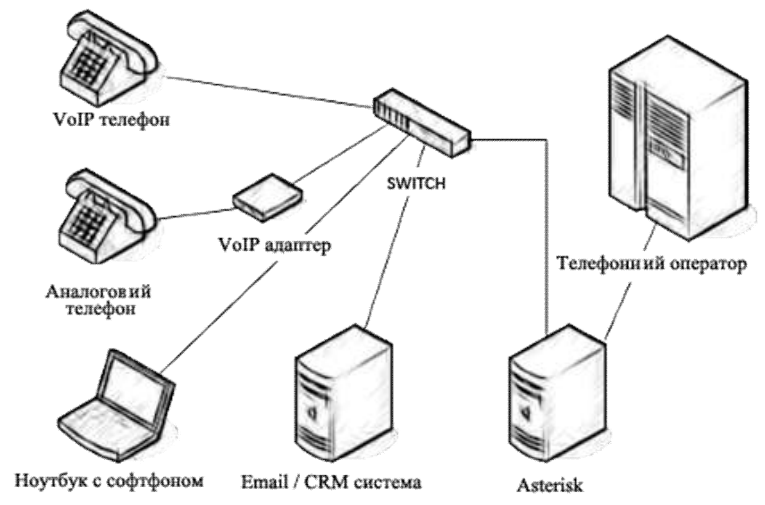 VoIP телефон
SWITCH
VoIP адаптер
Телефонний оператор
Аналоговий
телефон
Ноутбук с софтфоном
Email / CRM система
Asterisk